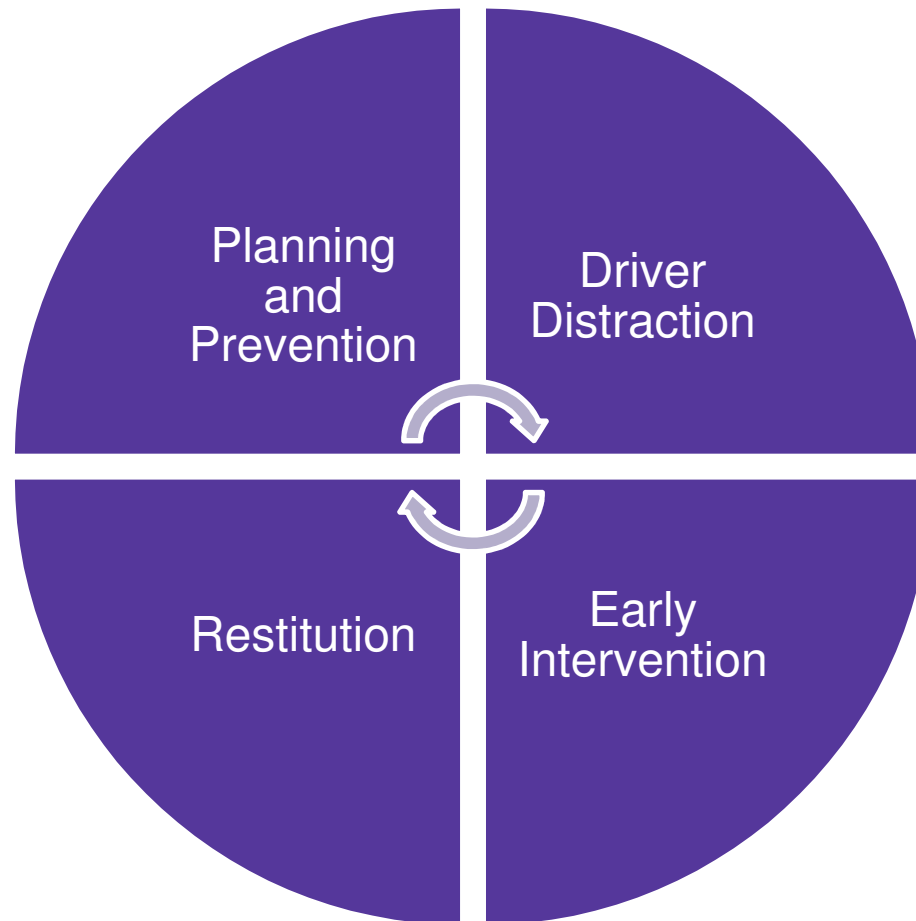 Planning
and
Prevention
Driver
Distraction
Restitution
Early
Intervention